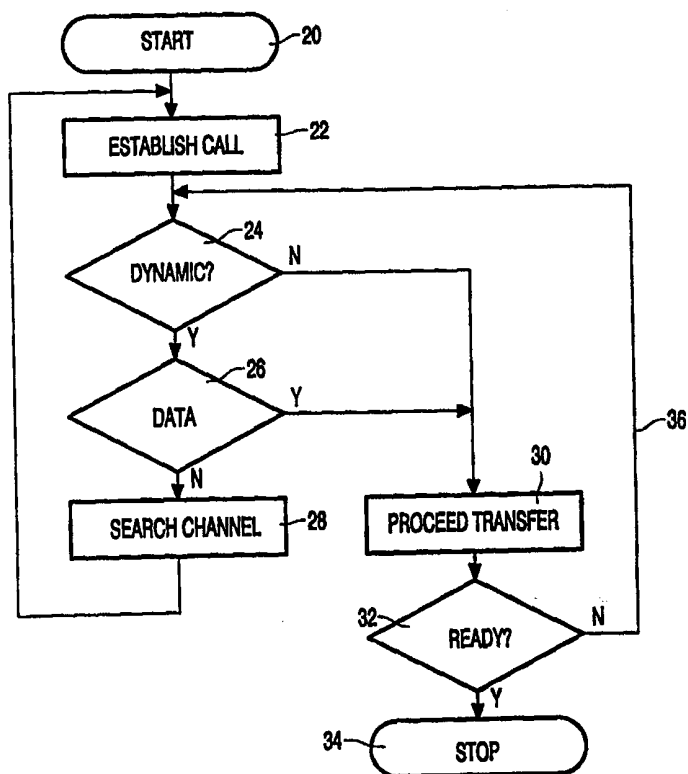 START
20
ESTABLISH CALL
22
24
DYNAMIC?
N
Y
26
DATA
Y
N
36
SEARCH CHANNEL
28
30
PROCEED TRANSFER
32
READY?
N
Y
34
STOP